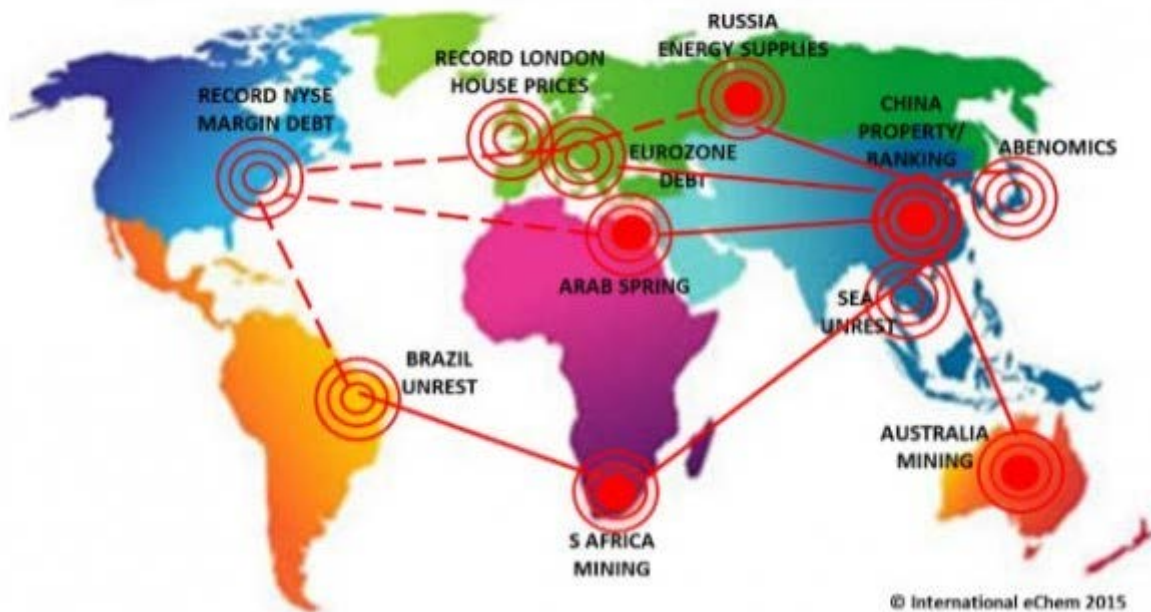 RUSSIA
ENERGY SUPPLIES
RECORD LONDON
HOUSE PRICES
RECORD NYSE
MARGIN DEBT
CHINA
PROPERTY/
BANKING
ABENOMICS
EUROZONE
DEBT
ARAB SPRING
SEA
UNREST
BRAZIL
UNREST
AUSTRALIA
MINING
S AFRICA
MINING
© International eChem 2015